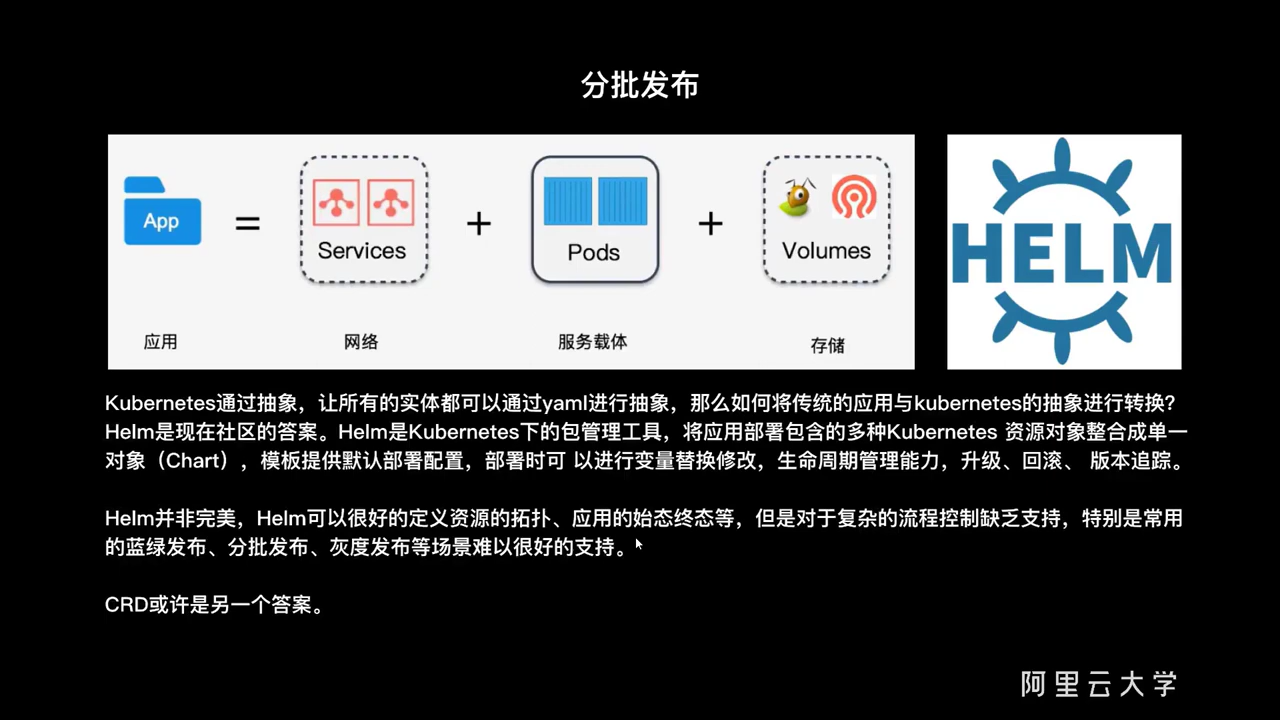 分批发布
App = Services + Pods + Volumes
应用 网络 服务载体 存储
HELM
Kubernetes通过抽象，让所有的实体都可以通过yaml进行抽象，那么如何将传统的应用与kubernetes的抽象进行转换？
Helm是现在社区的答案。Helm是Kubernetes下的包管理工具，将应用部署包含的多种Kubernetes 资源对象整合成单一
对象（Chart），模板提供默认部署配置，部署时可 以进行变量替换修改，生命周期管理能力，升级、回滚、 版本追踪。
Helm并非完美，Helm可以很好的定义资源的拓扑、应用的始态终态等，但是对于复杂的流程控制缺乏支持，特别是常用
的蓝绿发布、分批发布、灰度发布等场景难以很好的支持。
CRD或许是另一个答案。
阿里云大学